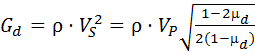 G_d = ρ · V_S^2 = ρ · V_P √((1−2μ_d)/(2(1−μ_d)))